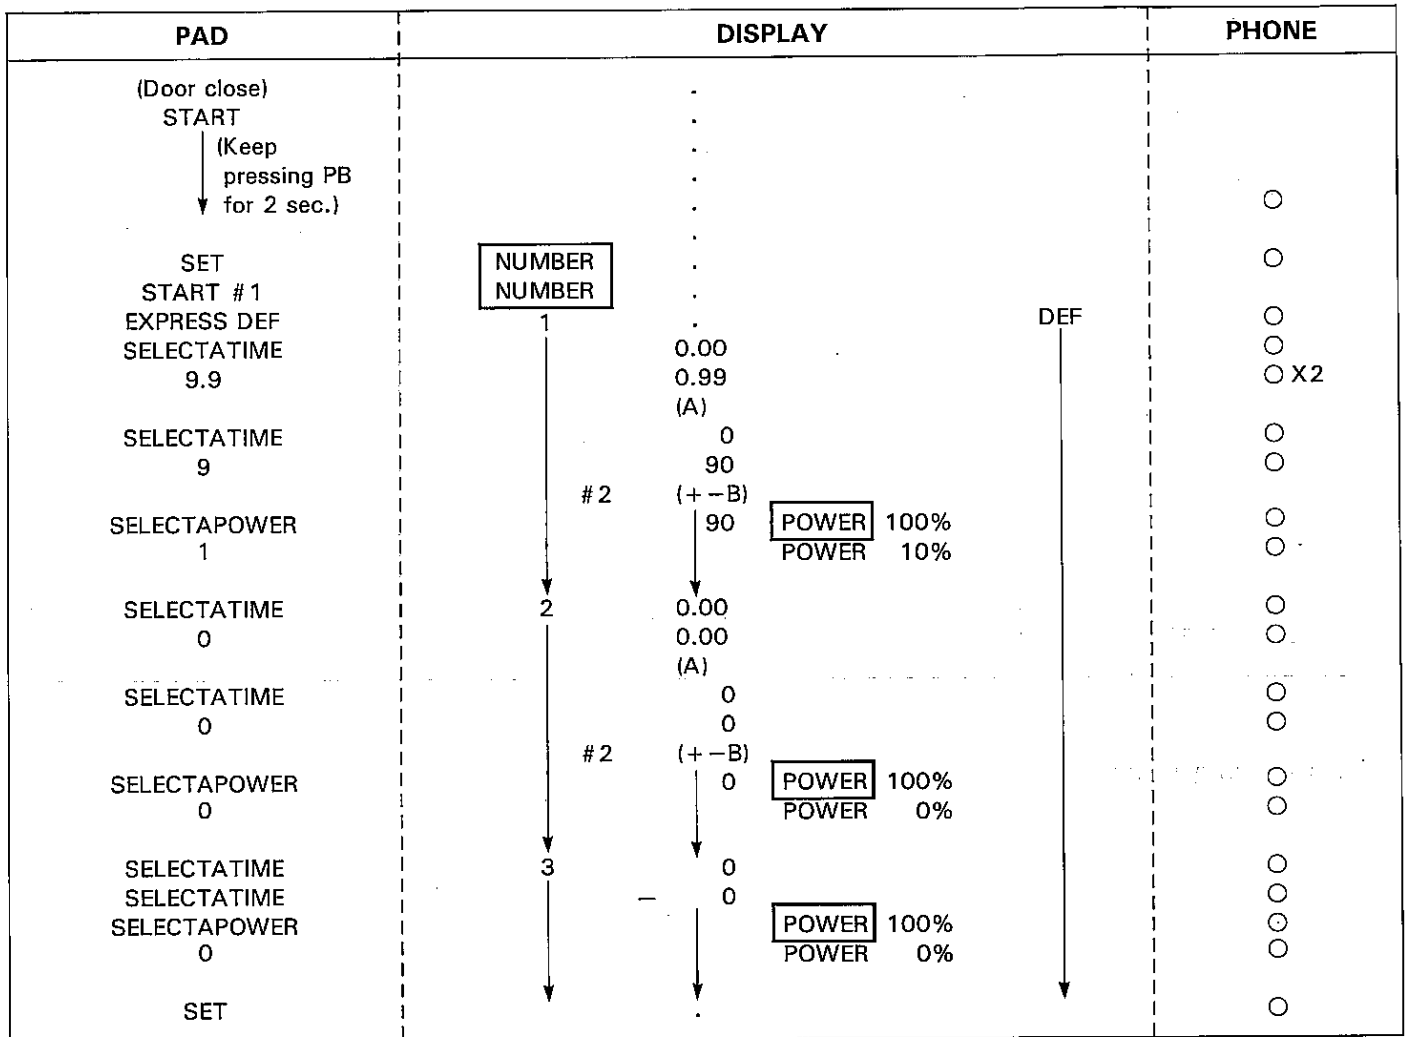 PAD DISPLAY PHONE
(Door close) .
START .
(Keep .
pressing PB .
for 2 sec.) . ○
.
SET NUMBER . ○
START #1 NUMBER .
EXPRESS DEF 1 . DEF ○
SELECTATIME 0.00 ○
9.9 0.99 ○ X2
(A)
SELECTATIME 0 ○
9 90 ○
#2 (+ −B)
SELECTAPOWER 90 POWER 100% ○
1 POWER 10% ○
SELECTATIME 2 0.00 ○
0 0.00 ○
(A)
SELECTATIME 0 ○
0 0 ○
#2 (+ −B)
SELECTAPOWER 0 POWER 100% ○
0 POWER 0% ○
SELECTATIME 3 0 ○
SELECTATIME − 0 ○
SELECTAPOWER POWER 100% ○
0 POWER 0% ○
SET . ○